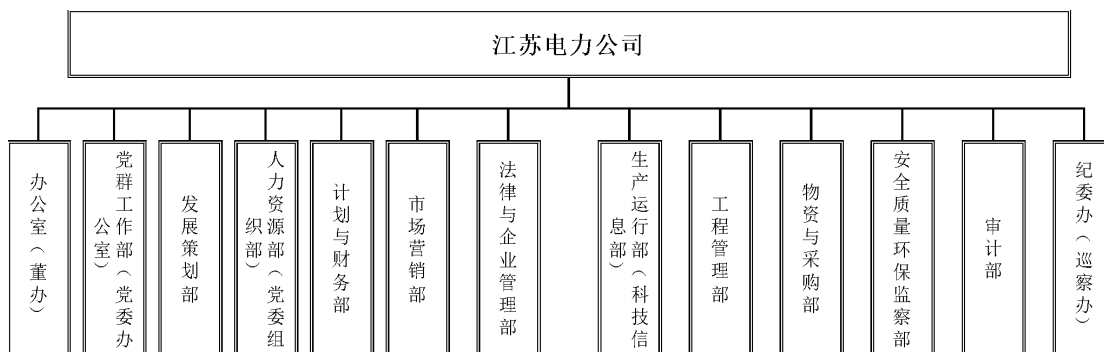 江苏电力公司
办公室（董办）
党群工作部（党委办
公室）
发展策划部
人力资源部（党委组
织部）
计划与财务部
市场营销部
法律与企业管理部
生产运行部（科技信
息部）
工程管理部
物资与采购部
安全质量环保监察部
审计部
纪委办（巡察办）